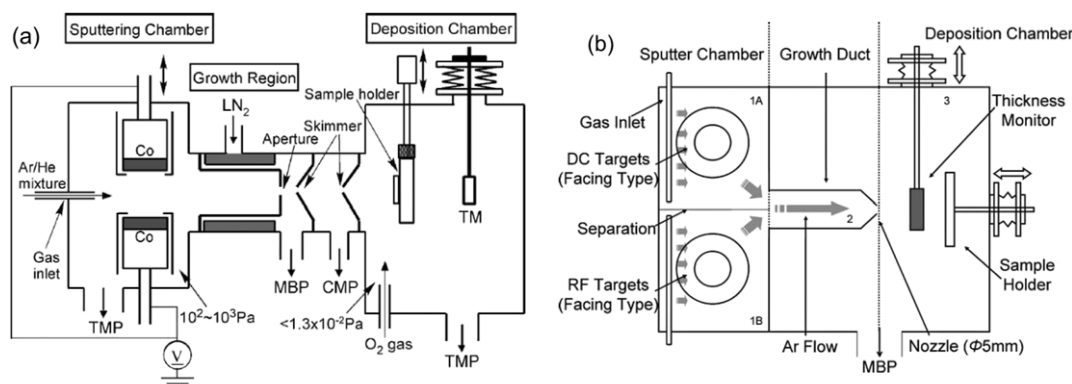 (a)
Sputtering Chamber
Deposition Chamber
Growth Region
LN2
Aperture
Sample holder
Skimmer
Co
Ar/He
mixture
Co
TM
Gas
inlet
MBP
CMP
10²~10³Pa
<1.3x10⁻²Pa
TMP
O2 gas
V
TMP
(b)
Sputter Chamber
Growth Duct
Deposition Chamber
Gas Inlet
1A
3
Thickness
Monitor
DC Targets
(Facing Type)
Separation
2
RF Targets
(Facing Type)
Sample
Holder
1B
Ar Flow
Nozzle (Φ5mm)
MBP